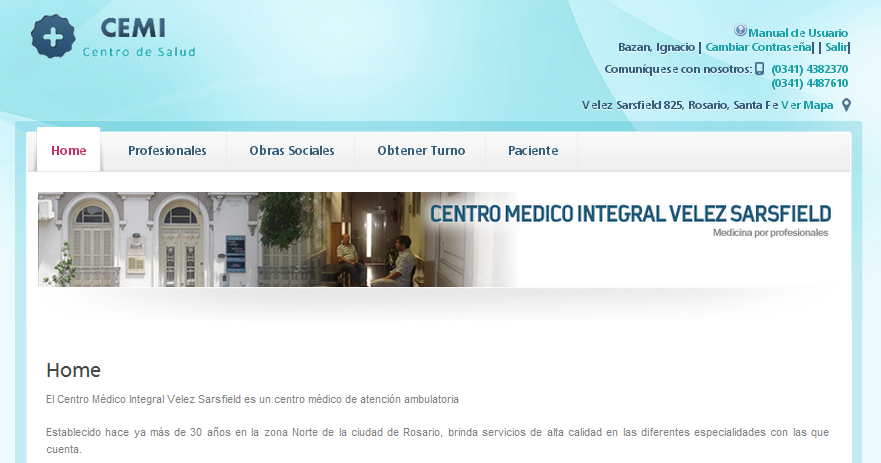 CEMI
Centro de Salud
Manual de Usuario
Bazan, Ignacio | Cambiar Contraseña| | Salir|
Comuníquese con nosotros: (0341) 4382370
(0341) 4487610
Velez Sarsfield 825, Rosario, Santa Fe Ver Mapa
Home Profesionales Obras Sociales Obtener Turno Paciente
CENTRO MEDICO INTEGRAL VELEZ SARSFIELD
Medicina por profesionales
Home
El Centro Médico Integral Velez Sarsfield es un centro médico de atención ambulatoria
Establecido hace ya más de 30 años en la zona Norte de la ciudad de Rosario, brinda servicios de alta calidad en las diferentes especialidades con las que
cuenta.